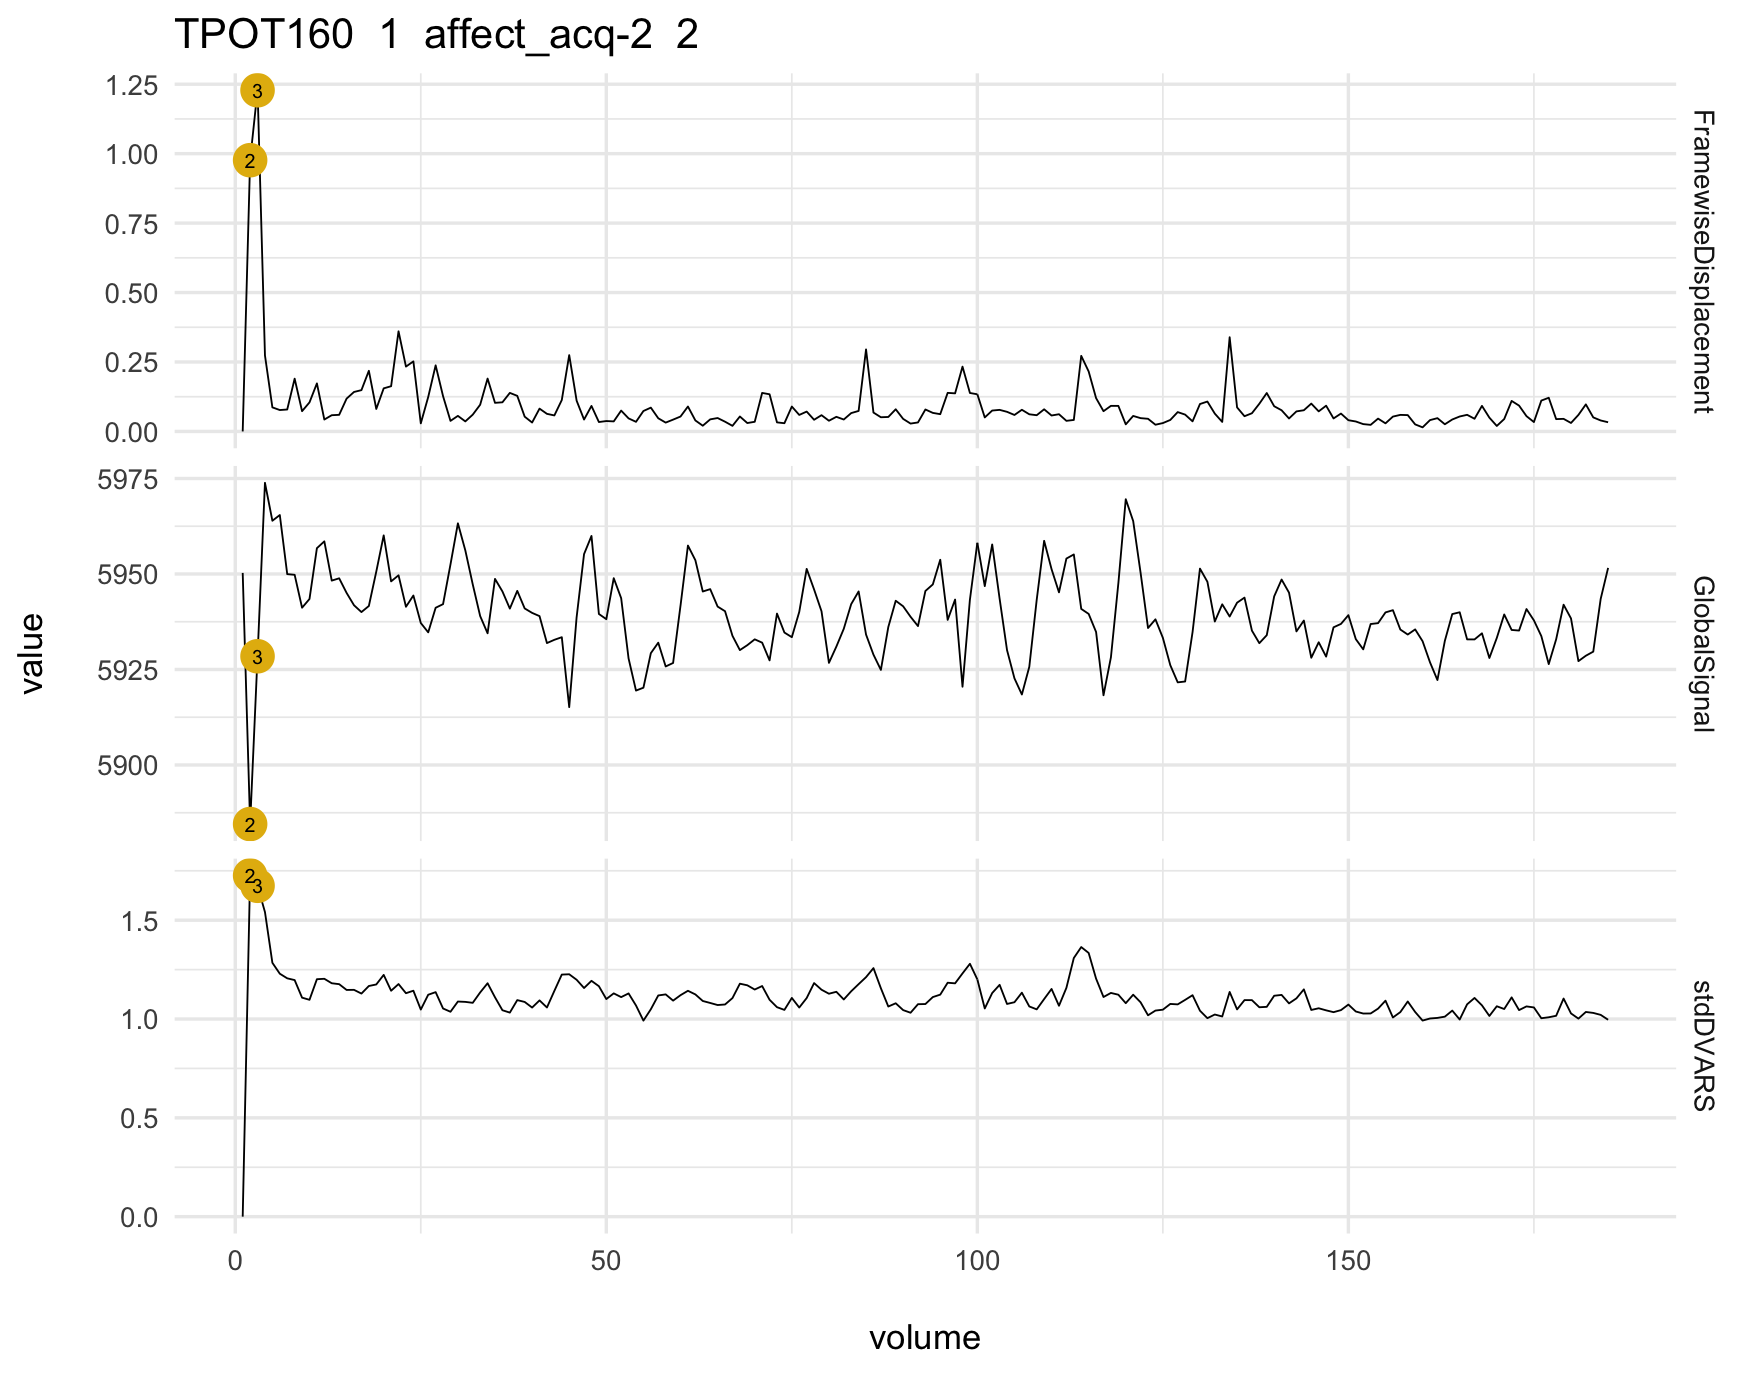 TPOT160  1  affect_acq-2  2
1.25
1.00
0.75
0.50
0.25
0.00
3
2
FramewiseDisplacement
5975
5950
5925
5900
3
2
GlobalSignal
value
1.5
1.0
0.5
0.0
2
3
stdDVARS
0 50 100 150
volume